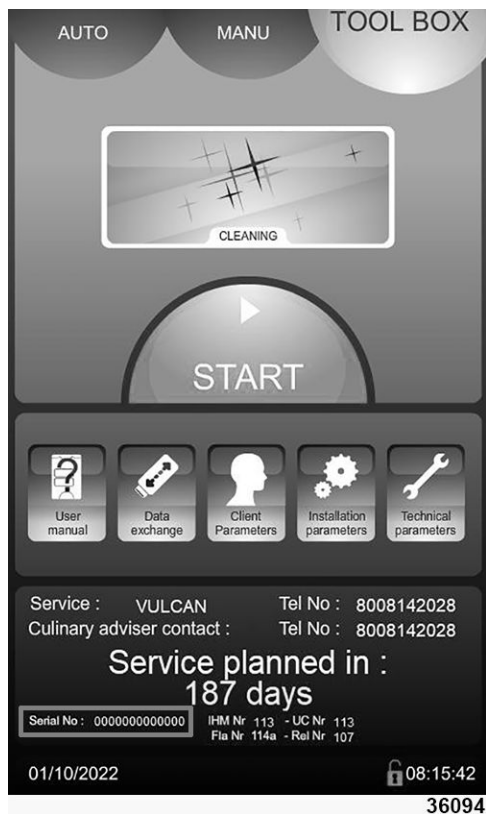 AUTO MANU TOOL BOX
CLEANING
START
User manual
Data exchange
Client Parameters
Installation parameters
Technical parameters
Service : VULCAN Tel No : 8008142028
Culinary adviser contact : Tel No : 8008142028
Service planned in :
187 days
Serial No : 0000000000000 IHM Nr 113 - UC Nr 113
Fla Nr 114a - Rel Nr 107
01/10/2022 08:15:42
36094